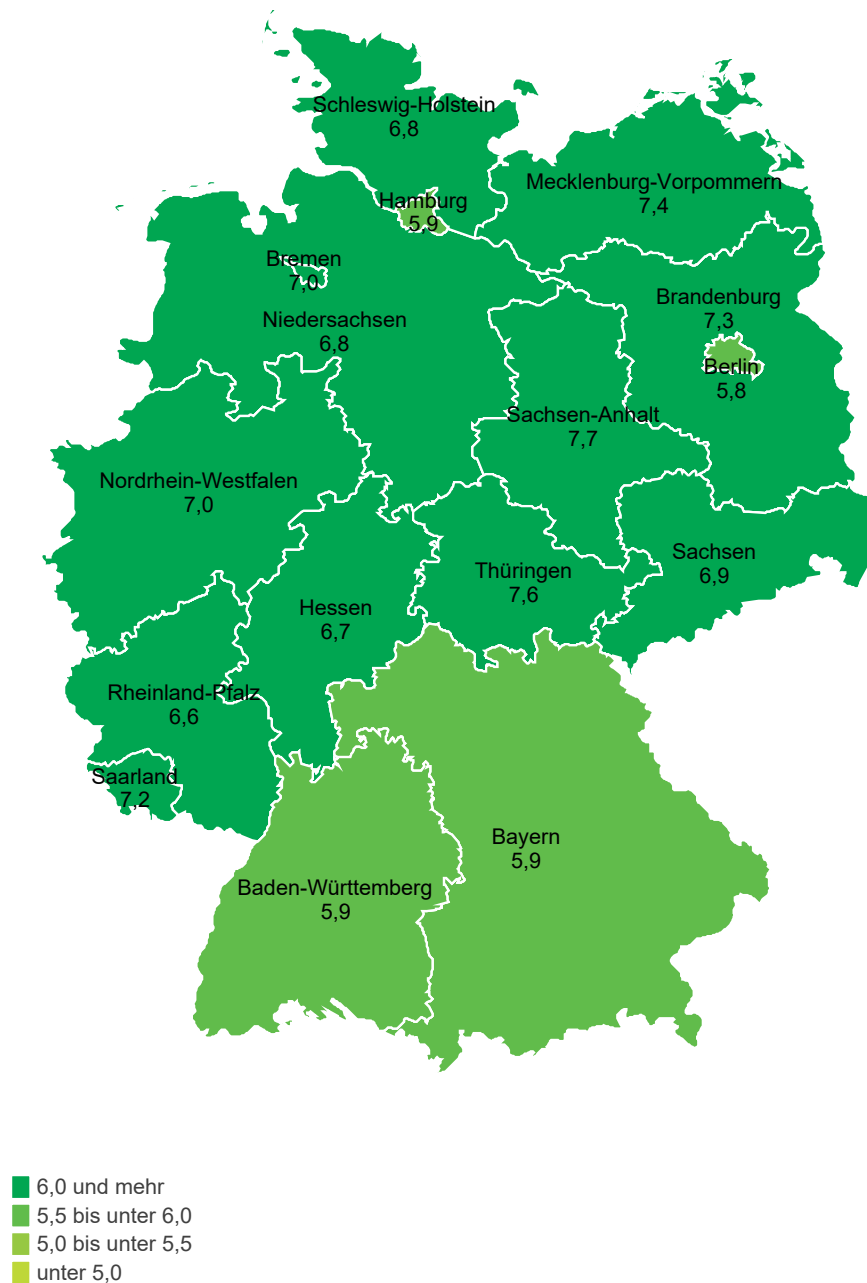 Schleswig-Holstein
6,8
Mecklenburg-Vorpommern
7,4
Hamburg
5,9
Bremen
7,0
Brandenburg
7,3
Niedersachsen
6,8
Berlin
5,8
Sachsen-Anhalt
7,7
Nordrhein-Westfalen
7,0
Sachsen
6,9
Thüringen
7,6
Hessen
6,7
Rheinland-Pfalz
6,6
Saarland
7,2
Bayern
5,9
Baden-Württemberg
5,9
6,0 und mehr
5,5 bis unter 6,0
5,0 bis unter 5,5
unter 5,0